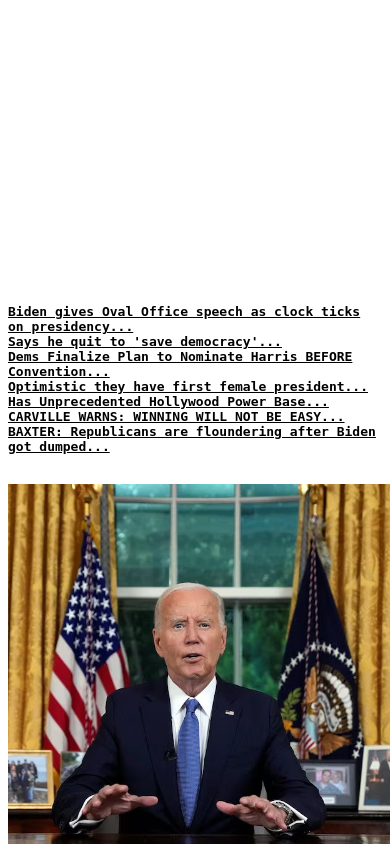 Biden gives Oval Office speech as clock ticks
on presidency...
Says he quit to 'save democracy'...
Dems Finalize Plan to Nominate Harris BEFORE
Convention...
Optimistic they have first female president...
Has Unprecedented Hollywood Power Base...
CARVILLE WARNS: WINNING WILL NOT BE EASY...
BAXTER: Republicans are floundering after Biden
got dumped...